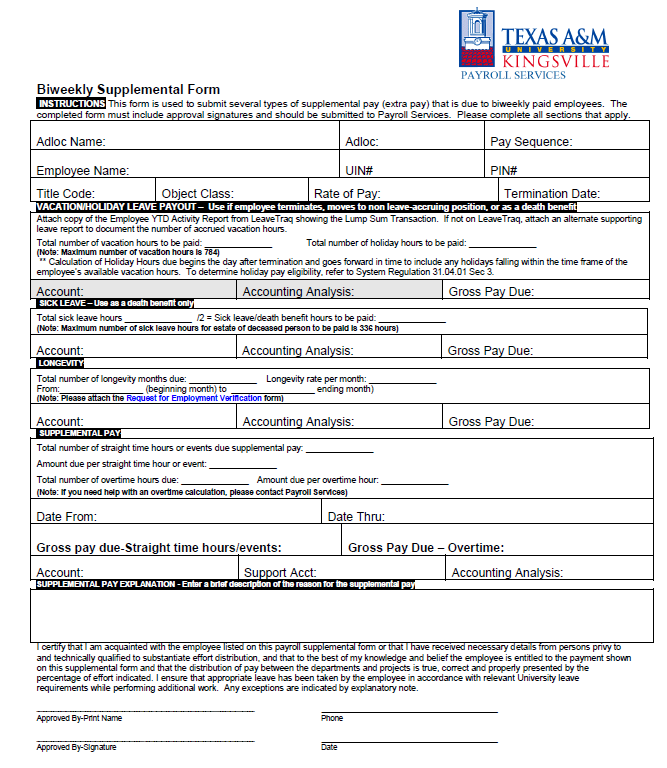 TEXAS A&M
UNIVERSITY
KINGSVILLE
PAYROLL SERVICES
Biweekly Supplemental Form
INSTRUCTIONS This form is used to submit several types of supplemental pay (extra pay) that is due to biweekly paid employees. The
completed form must include approval signatures and should be submitted to Payroll Services. Please complete all sections that apply.
Adloc Name: Adloc: Pay Sequence:
Employee Name: UIN# PIN#
Title Code: Object Class: Rate of Pay: Termination Date:
VACATION/HOLIDAY LEAVE PAYOUT – Use if employee terminates, moves to non leave-accruing position, or as a death benefit
Attach copy of the Employee YTD Activity Report from LeaveTraq showing the Lump Sum Transaction. If not on LeaveTraq, attach an alternate supporting
leave report to document the number of accrued vacation hours.
Total number of vacation hours to be paid: ______________ Total number of holiday hours to be paid: ______________
(Note: Maximum number of vacation hours is 784)
** Calculation of Holiday Hours due begins the day after termination and goes forward in time to include any holidays falling within the time frame of the
employee's available vacation hours. To determine holiday pay eligibility, refer to System Regulation 31.04.01 Sec 3.
Account: Accounting Analysis: Gross Pay Due:
SICK LEAVE – Use as a death benefit only
Total sick leave hours ______________ /2 = Sick leave/death benefit hours to be paid: ______________
(Note: Maximum number of sick leave hours for estate of deceased person to be paid is 336 hours)
Account: Accounting Analysis: Gross Pay Due:
LONGEVITY
Total number of longevity months due: ______________ Longevity rate per month: ______________
From:_________________ (beginning month) to _________________ ending month)
(Note: Please attach the Request for Employment Verification form)
Account: Accounting Analysis: Gross Pay Due:
SUPPLEMENTAL PAY
Total number of straight time hours or events due supplemental pay: ______________
Amount due per straight time hour or event: ______________
Total number of overtime hours due: ______________ Amount due per overtime hour: ______________
(Note: If you need help with an overtime calculation, please contact Payroll Services)
Date From: Date Thru:
Gross pay due-Straight time hours/events: Gross Pay Due – Overtime:
Account: Support Acct: Accounting Analysis:
SUPPLEMENTAL PAY EXPLANATION - Enter a brief description of the reason for the supplemental pay
I certify that I am acquainted with the employee listed on this payroll supplemental form or that I have received necessary details from persons privy to
and technically qualified to substantiate effort distribution, and that to the best of my knowledge and belief the employee is entitled to the payment shown
on this supplemental form and that the distribution of pay between the departments and projects is true, correct and properly presented by the
percentage of effort indicated. I ensure that appropriate leave has been taken by the employee in accordance with relevant University leave
requirements while performing additional work. Any exceptions are indicated by explanatory note.
Approved By-Print Name Phone
Approved By-Signature Date